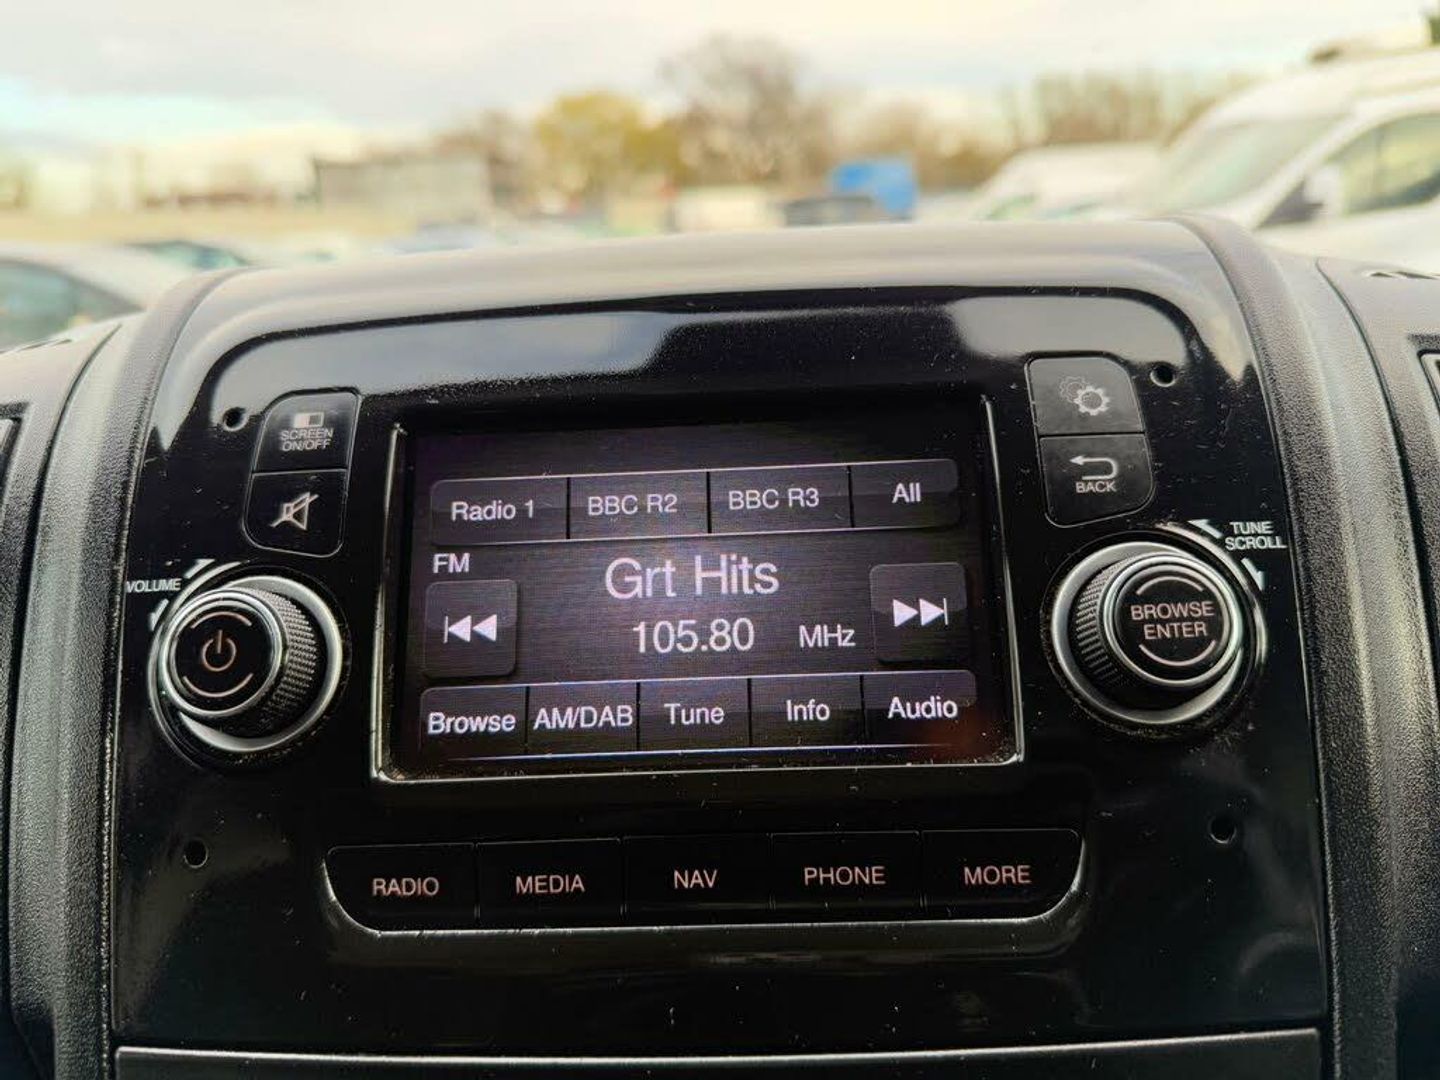 SCREEN
ON/OFF
BACK
VOLUME
TUNE
SCROLL
Radio 1 BBC R2 BBC R3 All
FM
Grt Hits
105.80 MHz
BROWSE
ENTER
Browse AM/DAB Tune Info Audio
RADIO MEDIA NAV PHONE MORE